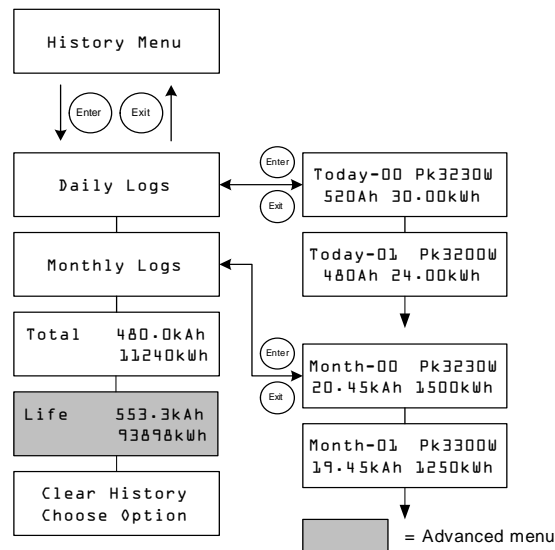 History Menu
Enter
Exit
Daily Logs
Enter
Exit
Today-00 Pk3230W
520Ah 30.00kWh
Today-01 Pk3200W
480Ah 24.00kWh
Monthly Logs
Total 480.0kAh
11240kWh
Enter
Exit
Month-00 Pk3230W
20.45kAh 1500kWh
Life 553.3kAh
93898kWh
Month-01 Pk3300W
19.45kAh 1250kWh
Clear History
Choose Option
= Advanced menu